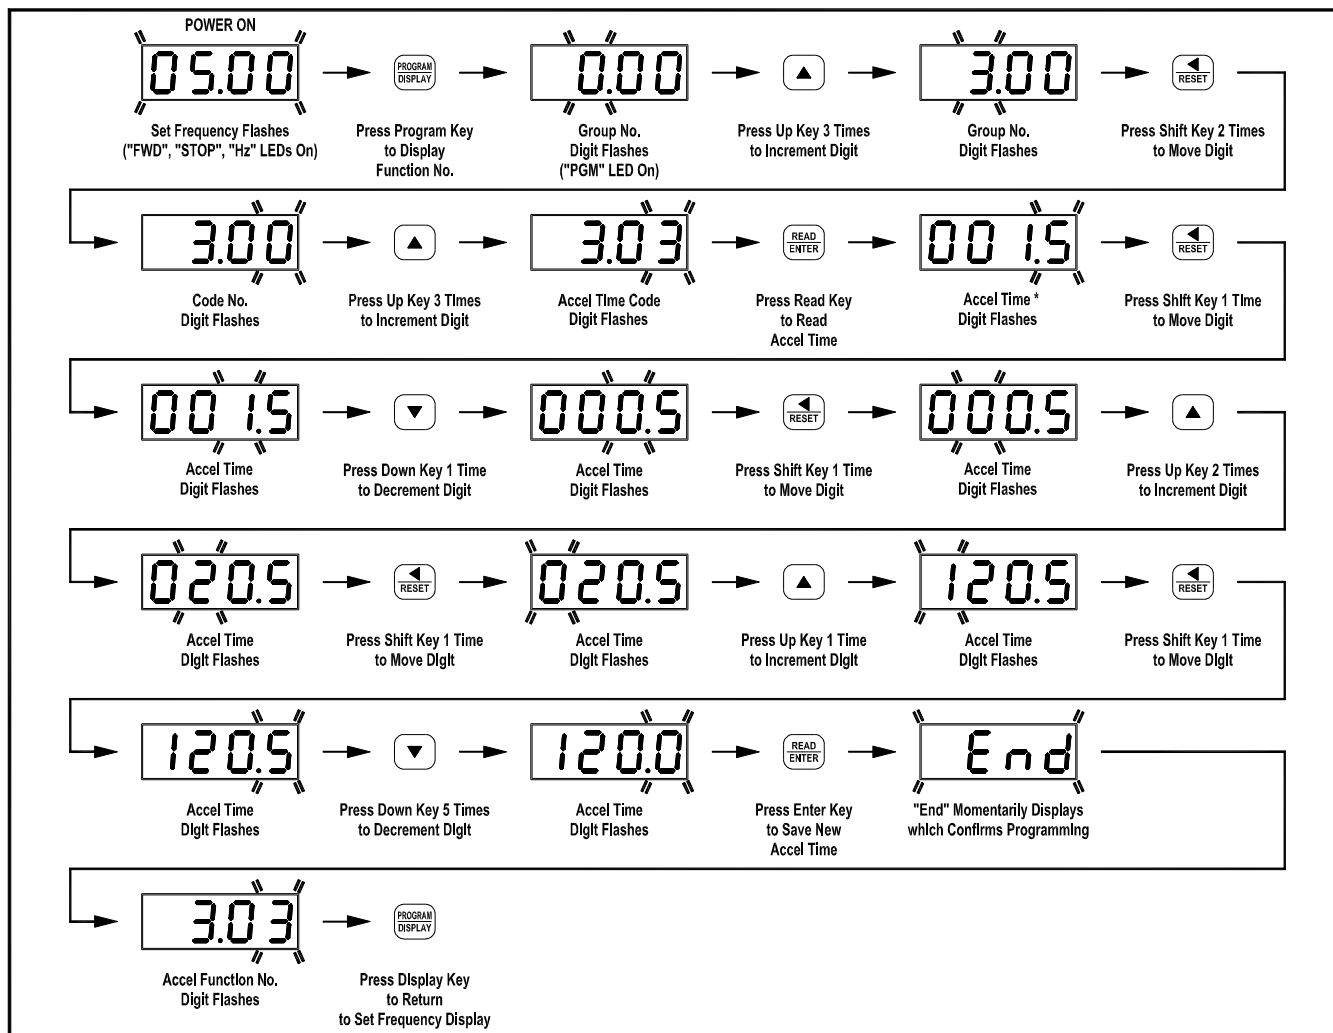 POWER ON
05.00
Set Frequency Flashes
("FWD", "STOP", "Hz" LEDs On)
PROGRAM
DISPLAY
Press Program Key
to Display
Function No.
0.00
Group No.
Digit Flashes
("PGM" LED On)
Press Up Key 3 Times
to Increment Digit
3.00
Group No.
Digit Flashes
RESET
Press Shift Key 2 Times
to Move Digit
3.00
Code No.
Digit Flashes
Press Up Key 3 Times
to Increment Digit
3.03
Accel Time Code
Digit Flashes
READ
ENTER
Press Read Key
to Read
Accel Time
001.5
Accel Time *
Digit Flashes
RESET
Press Shift Key 1 Time
to Move Digit
001.5
Accel Time
Digit Flashes
Press Down Key 1 Time
to Decrement Digit
000.5
Accel Time
Digit Flashes
RESET
Press Shift Key 1 Time
to Move Digit
000.5
Accel Time
Digit Flashes
Press Up Key 2 Times
to Increment Digit
020.5
Accel Time
Digit Flashes
RESET
Press Shift Key 1 Time
to Move Digit
020.5
Accel Time
Digit Flashes
Press Up Key 1 Time
to Increment Digit
120.5
Accel Time
Digit Flashes
RESET
Press Shift Key 1 Time
to Move Digit
120.5
Accel Time
Digit Flashes
Press Down Key 5 Times
to Decrement Digit
120.0
Accel Time
Digit Flashes
READ
ENTER
Press Enter Key
to Save New
Accel Time
End
"End" Momentarily Displays
which Confirms Programming
3.03
Accel Function No.
Digit Flashes
PROGRAM
DISPLAY
Press Display Key
to Return
to Set Frequency Display